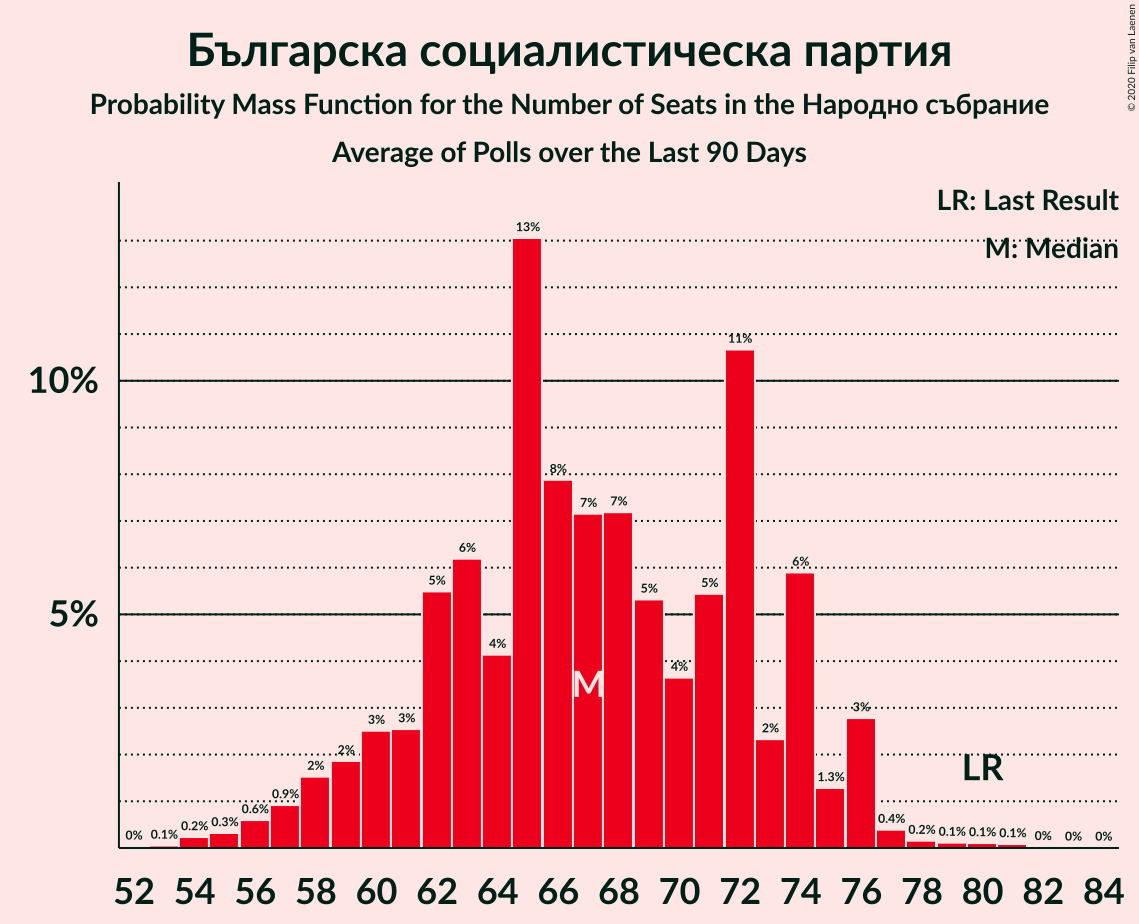 Българска социалистическа партия
Probability Mass Function for the Number of Seats in the Народно събрание
Average of Polls over the Last 90 Days
© 2020 Filip van Laenen
LR: Last Result
M: Median
10%
5%
0% 0.1% 0.2% 0.3% 0.6% 0.9% 2% 2% 3% 3% 5% 6% 4% 13% 8% 7% 7% 5% 4% 5% 11% 2% 6% 1.3% 3% 0.4% 0.2% 0.1% 0.1% 0.1% 0% 0% 0%
M
LR
52 54 56 58 60 62 64 66 68 70 72 74 76 78 80 82 84